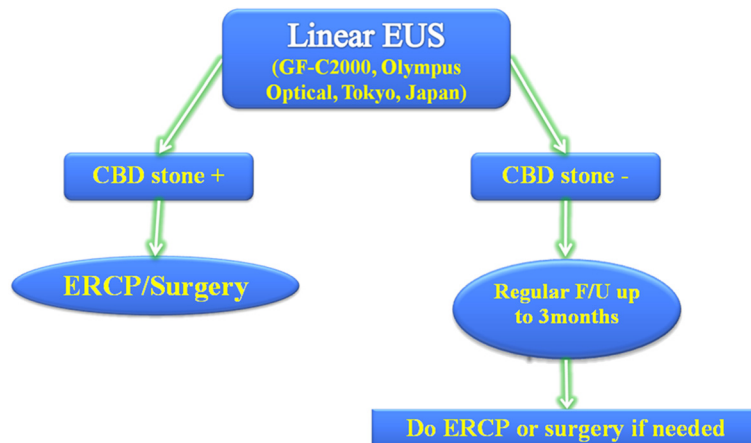 Linear EUS
(GF-C2000, Olympus
Optical, Tokyo, Japan)
CBD stone +
CBD stone -
ERCP/Surgery
Regular F/U up
to 3months
Do ERCP or surgery if needed